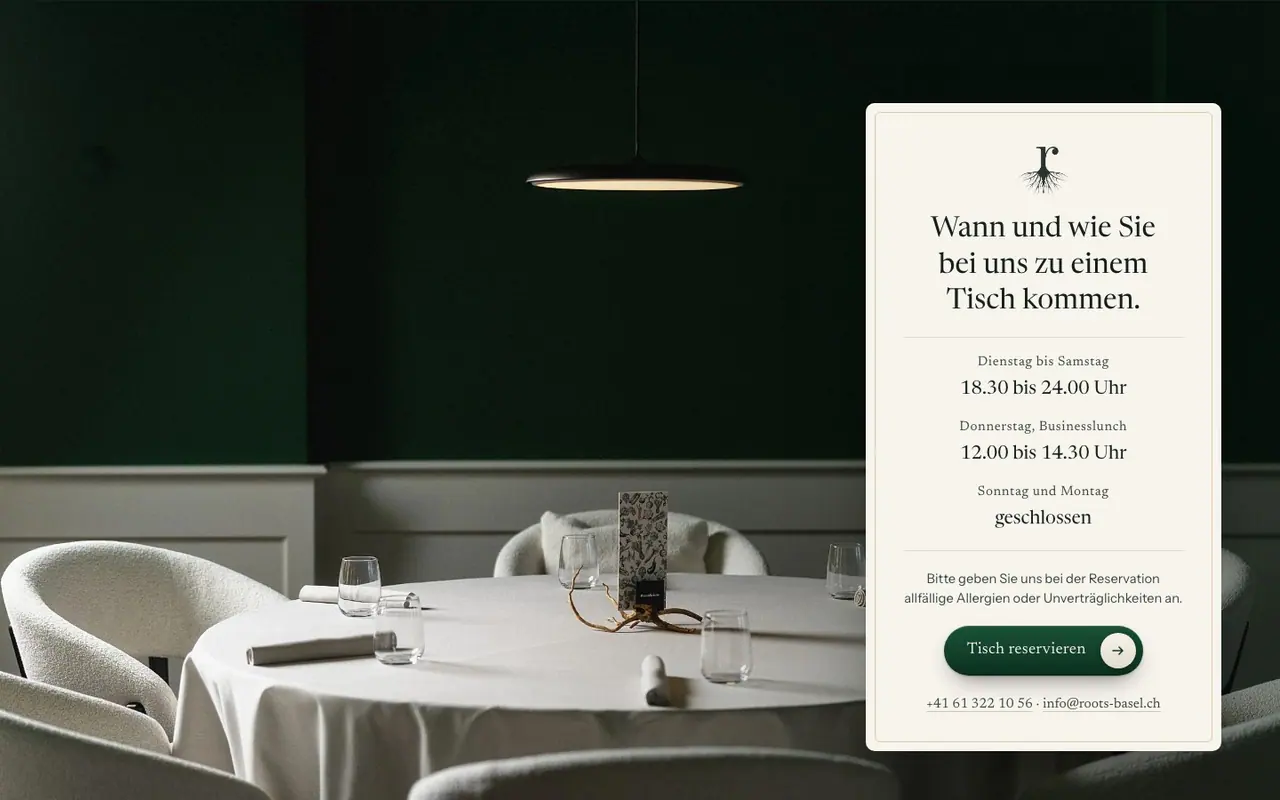 r
Wann und wie Sie
bei uns zu einem
Tisch kommen.
Dienstag bis Samstag
18.30 bis 24.00 Uhr
Donnerstag, Businesslunch
12.00 bis 14.30 Uhr
Sonntag und Montag
geschlossen
Bitte geben Sie uns bei der Reservation
allfällige Allergien oder Unverträglichkeiten an.
Tisch reservieren
+41 61 322 10 56 · info@roots-basel.ch